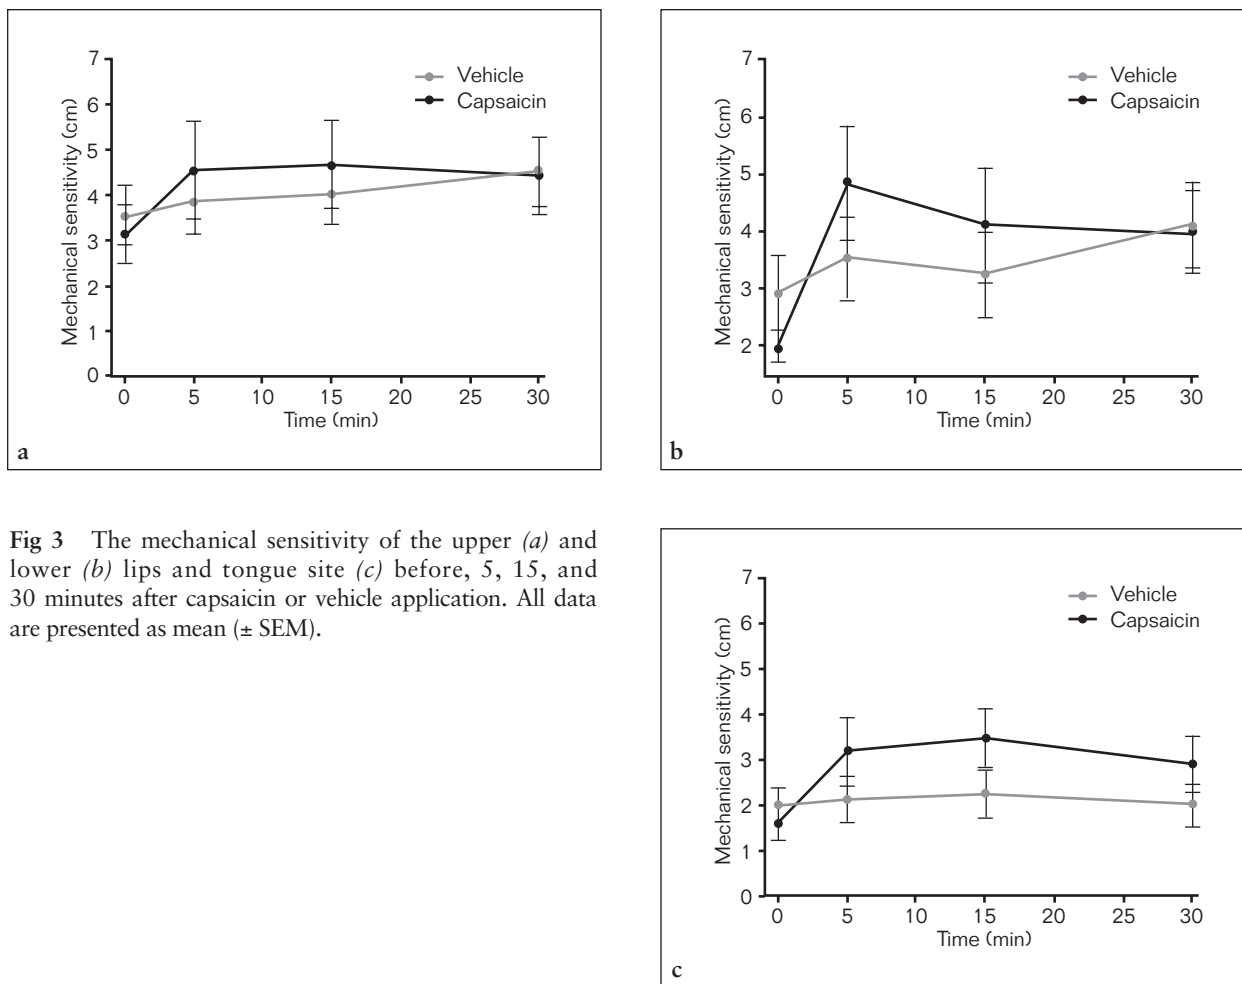 7
6
5
4
3
2
1
0
Mechanical sensitivity (cm)
Vehicle
Capsaicin
0 5 10 15 20 25 30
Time (min)
a
7
6
5
4
3
2
Mechanical sensitivity (cm)
Vehicle
Capsaicin
0 5 10 15 20 25 30
Time (min)
b
Fig 3 The mechanical sensitivity of the upper (a) and
lower (b) lips and tongue site (c) before, 5, 15, and
30 minutes after capsaicin or vehicle application. All data
are presented as mean (± SEM).
7
6
5
4
3
2
1
0
Mechanical sensitivity (cm)
Vehicle
Capsaicin
0 5 10 15 20 25 30
Time (min)
c